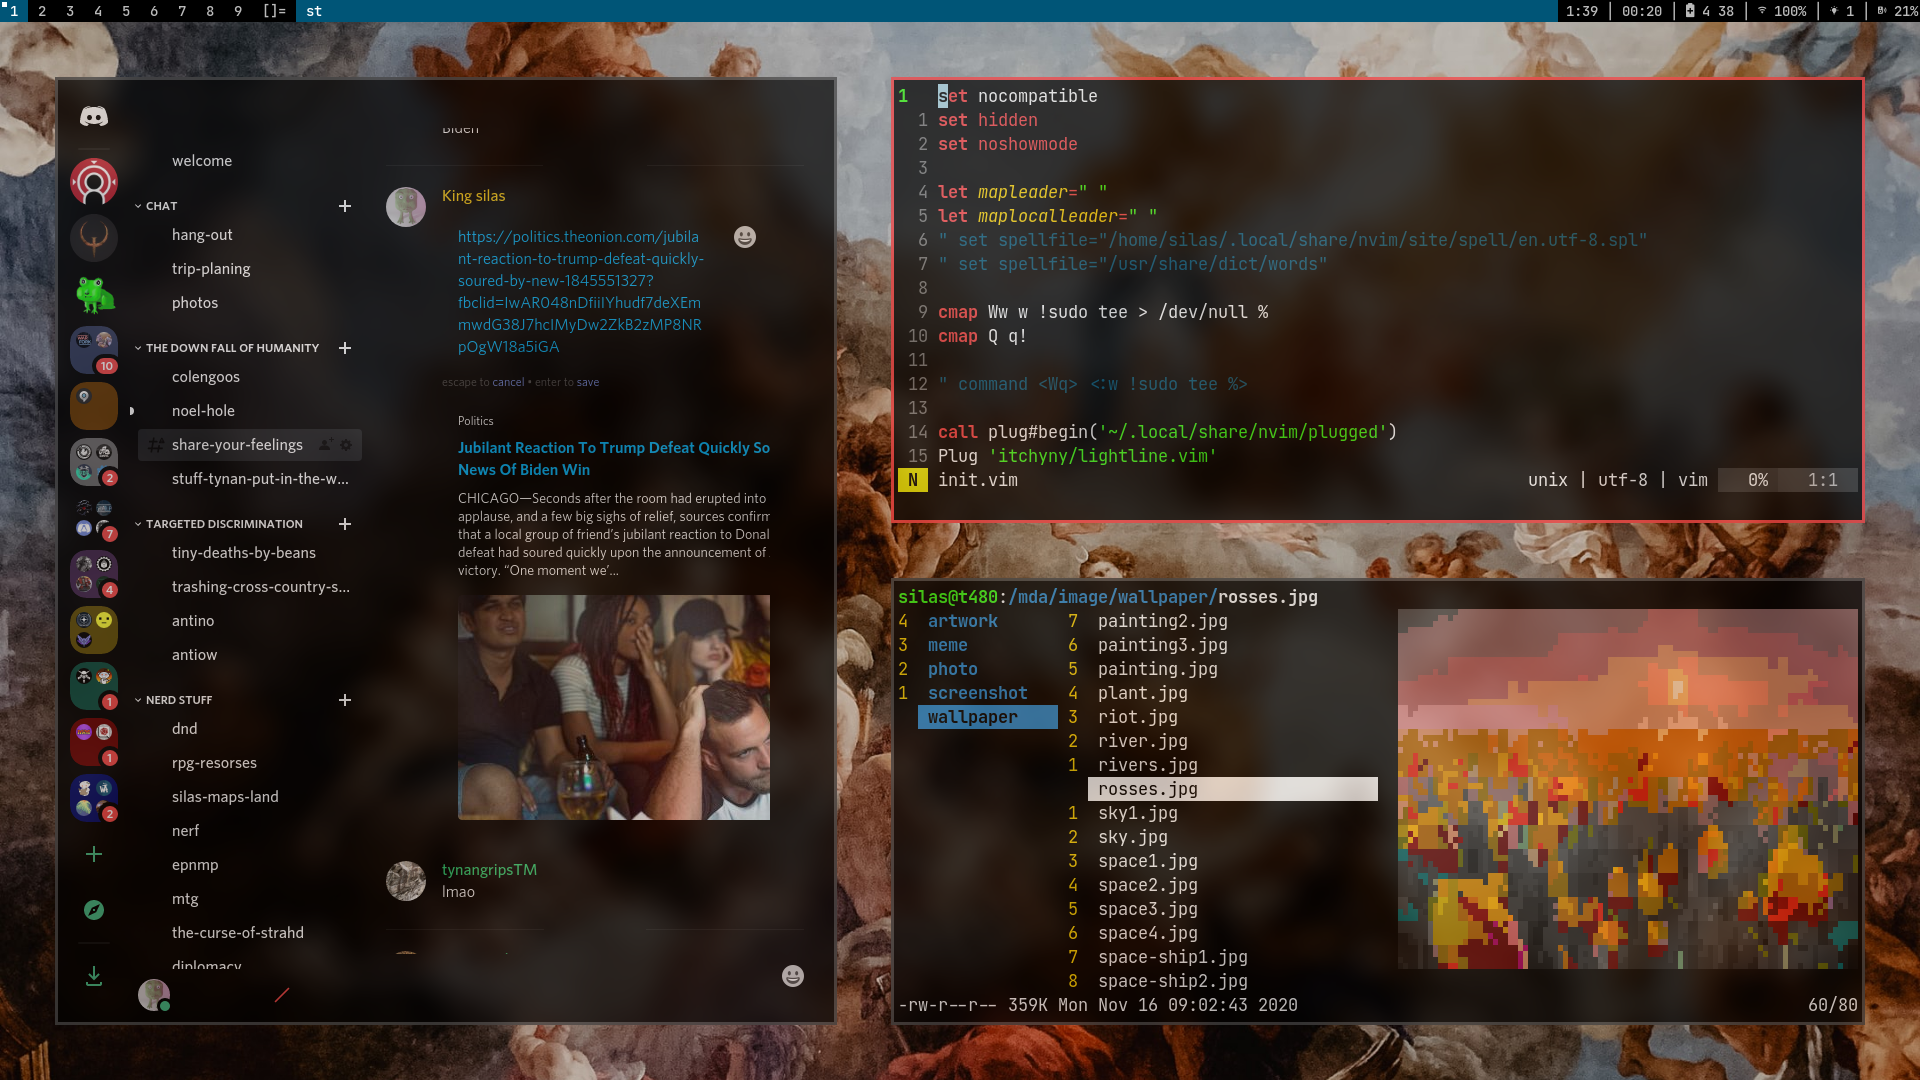 1 2 3 4 5 6 7 8 9 []= st
1:39 | 00:20 | 4 38 | 100% | 1 | 21%
welcome
CHAT
hang-out
trip-planing
photos
THE DOWN FALL OF HUMANITY
colengoos
noel-hole
share-your-feelings
stuff-tynan-put-in-the-w...
TARGETED DISCRIMINATION
tiny-deaths-by-beans
trashing-cross-country-s...
antino
antiow
NERD STUFF
dnd
rpg-resorses
silas-maps-land
nerf
epnmp
mtg
the-curse-of-strahd
diplomacy
10
2
7
4
1
1
2
Biden
King silas
https://politics.theonion.com/jubila
nt-reaction-to-trump-defeat-quickly-
soured-by-new-1845551327?
fbclid=IwAR048nDfiiIYhudf7deXEm
mwdG38J7hcIMyDw2ZkB2zMP8NR
pOgW18a5iGA
escape to cancel • enter to save
Politics
Jubilant Reaction To Trump Defeat Quickly So
News Of Biden Win
CHICAGO—Seconds after the room had erupted into
applause, and a few big sighs of relief, sources confirm
that a local group of friend's jubilant reaction to Donal
defeat had soured quickly upon the announcement of
victory. “One moment we’...
tynangripsTM
lmao
1 set nocompatible
1 set hidden
2 set noshowmode
3
4 let mapleader=" "
5 let maplocalleader=" "
6 " set spellfile="/home/silas/.local/share/nvim/site/spell/en.utf-8.spl"
7 " set spellfile="/usr/share/dict/words"
8
9 cmap Ww w !sudo tee > /dev/null %
10 cmap Q q!
11
12 " command <Wq> <:w !sudo tee %>
13
14 call plug#begin('~/.local/share/nvim/plugged')
15 Plug 'itchyny/lightline.vim'
N init.vim unix | utf-8 | vim 0% 1:1
silas@t480:/mda/image/wallpaper/rosses.jpg
4 artwork 7 painting2.jpg
3 meme 6 painting3.jpg
2 photo 5 painting.jpg
1 screenshot 4 plant.jpg
wallpaper 3 riot.jpg
2 river.jpg
1 rivers.jpg
rosses.jpg
1 sky1.jpg
2 sky.jpg
3 space1.jpg
4 space2.jpg
5 space3.jpg
6 space4.jpg
7 space-ship1.jpg
8 space-ship2.jpg
-rw-r--r-- 359K Mon Nov 16 09:02:43 2020 60/80